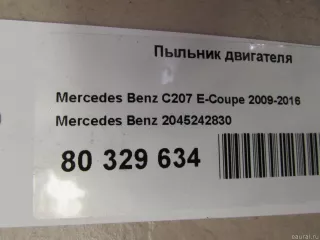 Пыльник двигателя
Mercedes Benz C207 E-Coupe 2009-2016
Mercedes Benz 2045242830
80 329 634